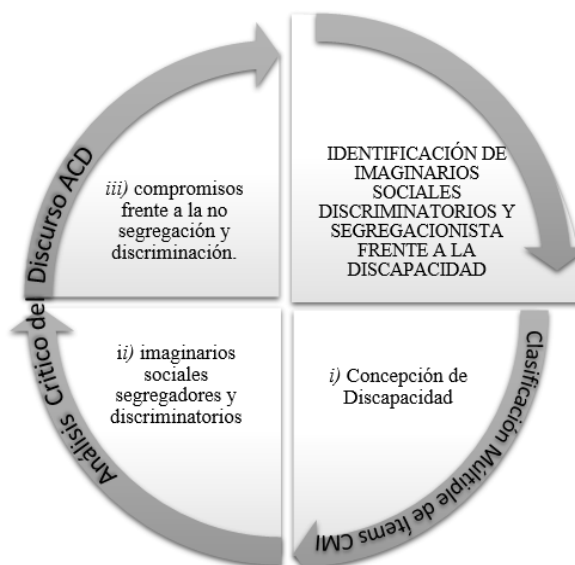 IDENTIFICACIÓN DE
IMAGINARIOS
SOCIALES
DISCRIMINATORIOS Y
SEGREGACIONISTA
FRENTE A LA
DISCAPACIDAD
i) Concepción de
Discapacidad
ii) imaginarios
sociales
segregadores y
discriminatorios
iii) compromisos
frente a la no
segregación y
discriminación.
Clasificación Múltiple de Ítems CMI
Análisis Critico del Discurso ACD